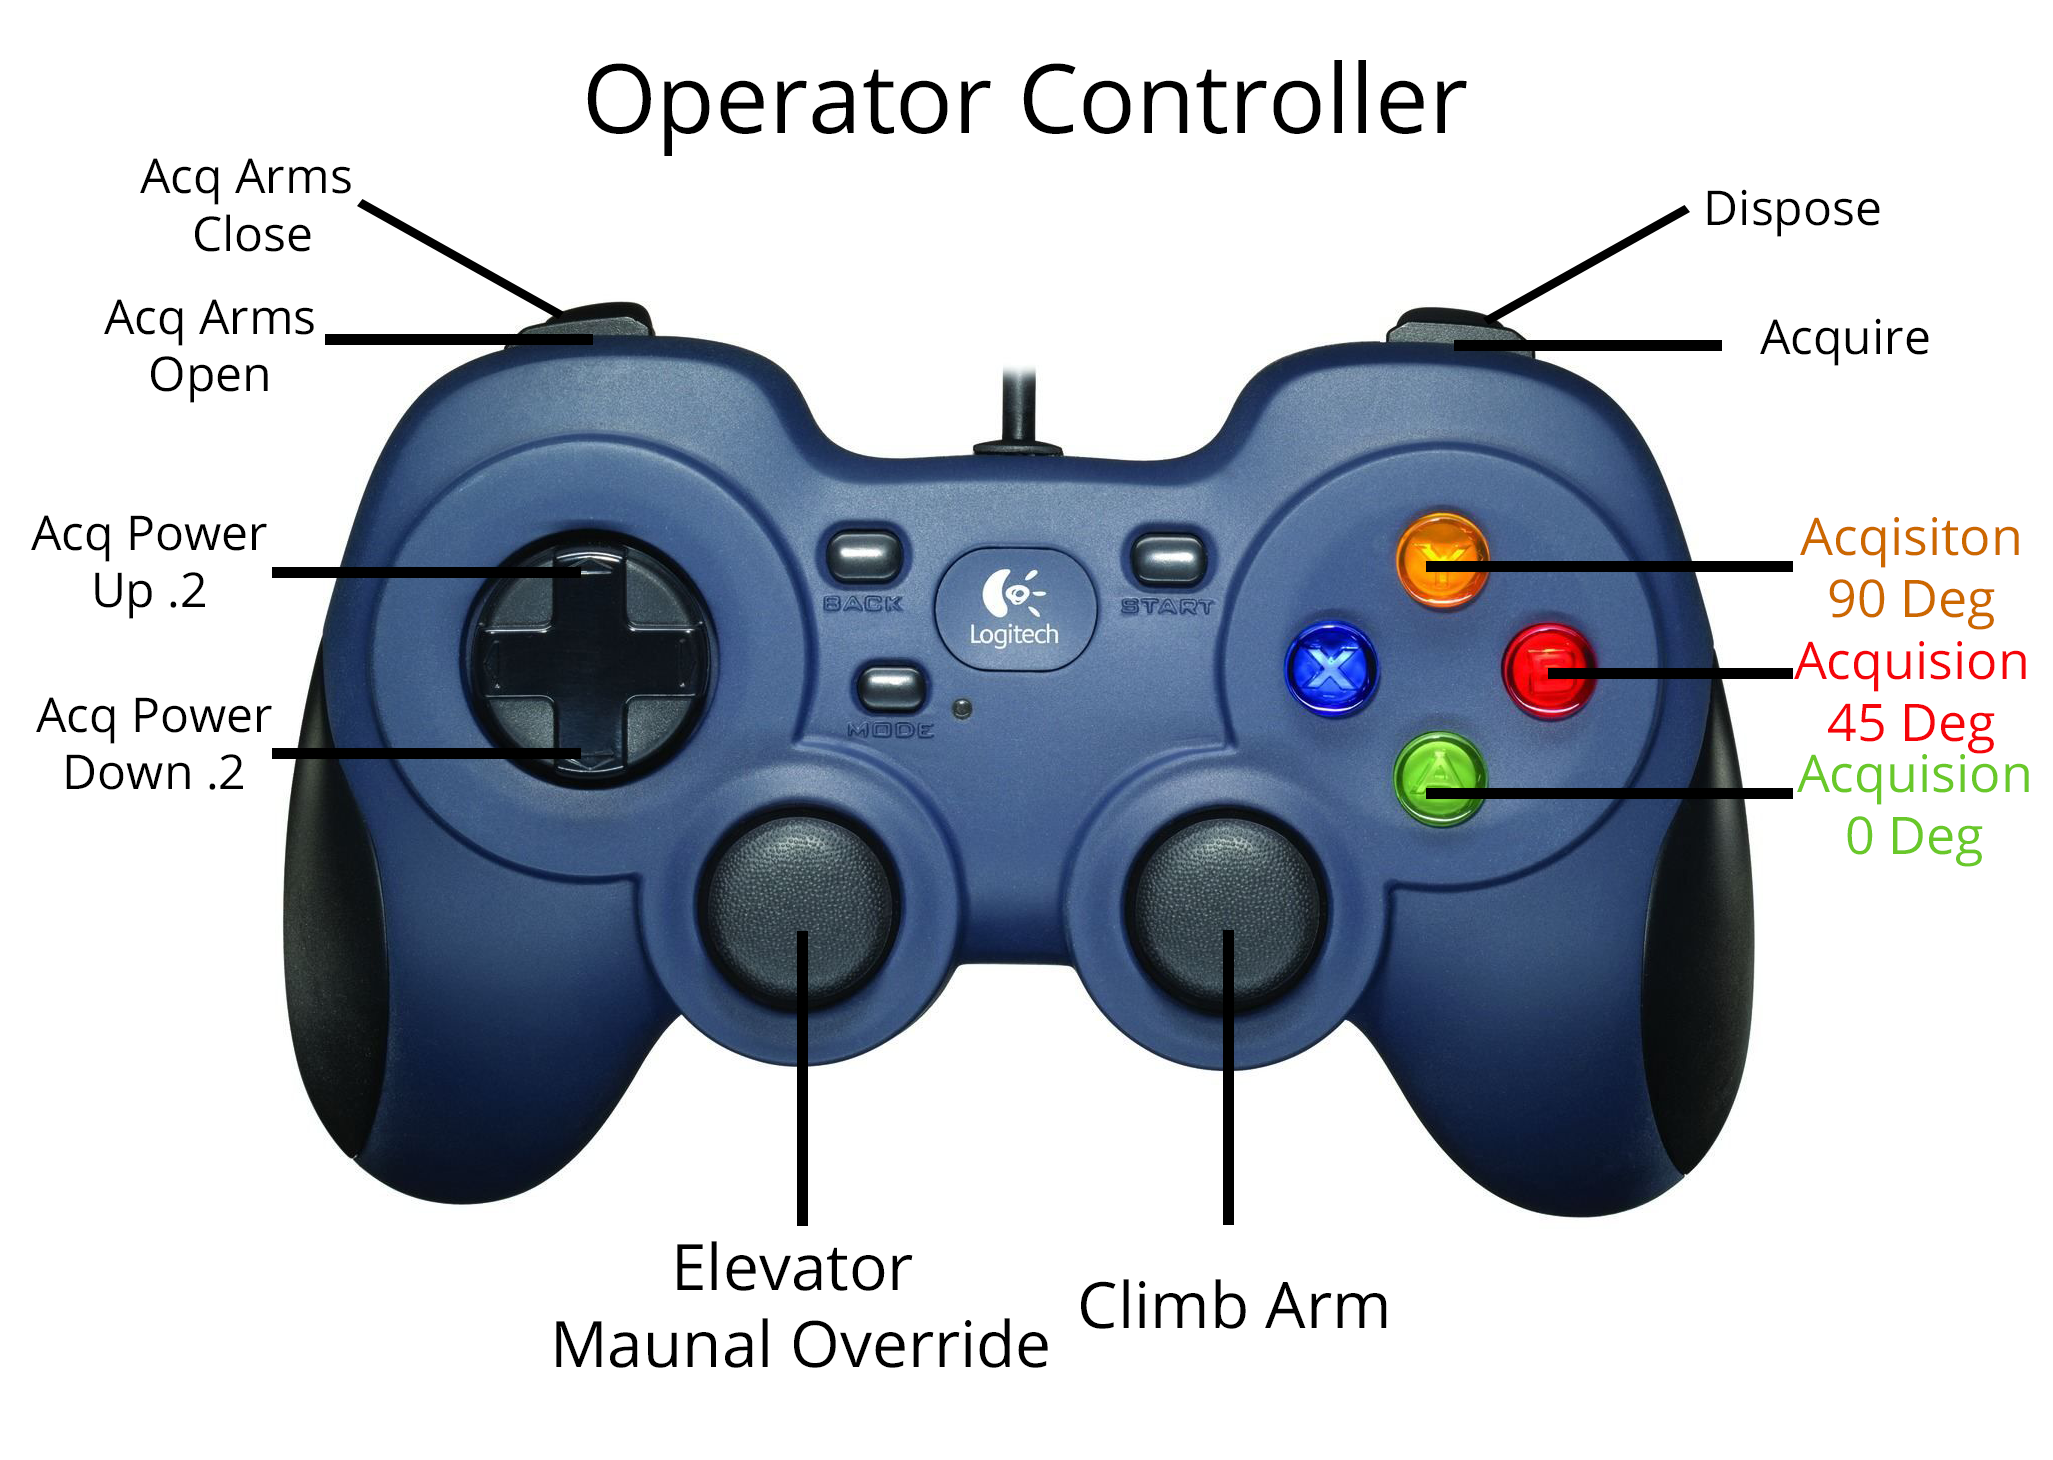 Operator Controller
Acq Arms
Close
Dispose
Acq Arms
Open
Acquire
Acq Power
Up .2
Acqisiton
90 Deg
BACK
START
Logitech
Y
X
B
A
MODE
Acquision
45 Deg
Acq Power
Down .2
Acquision
0 Deg
Elevator
Maunal Override
Climb Arm